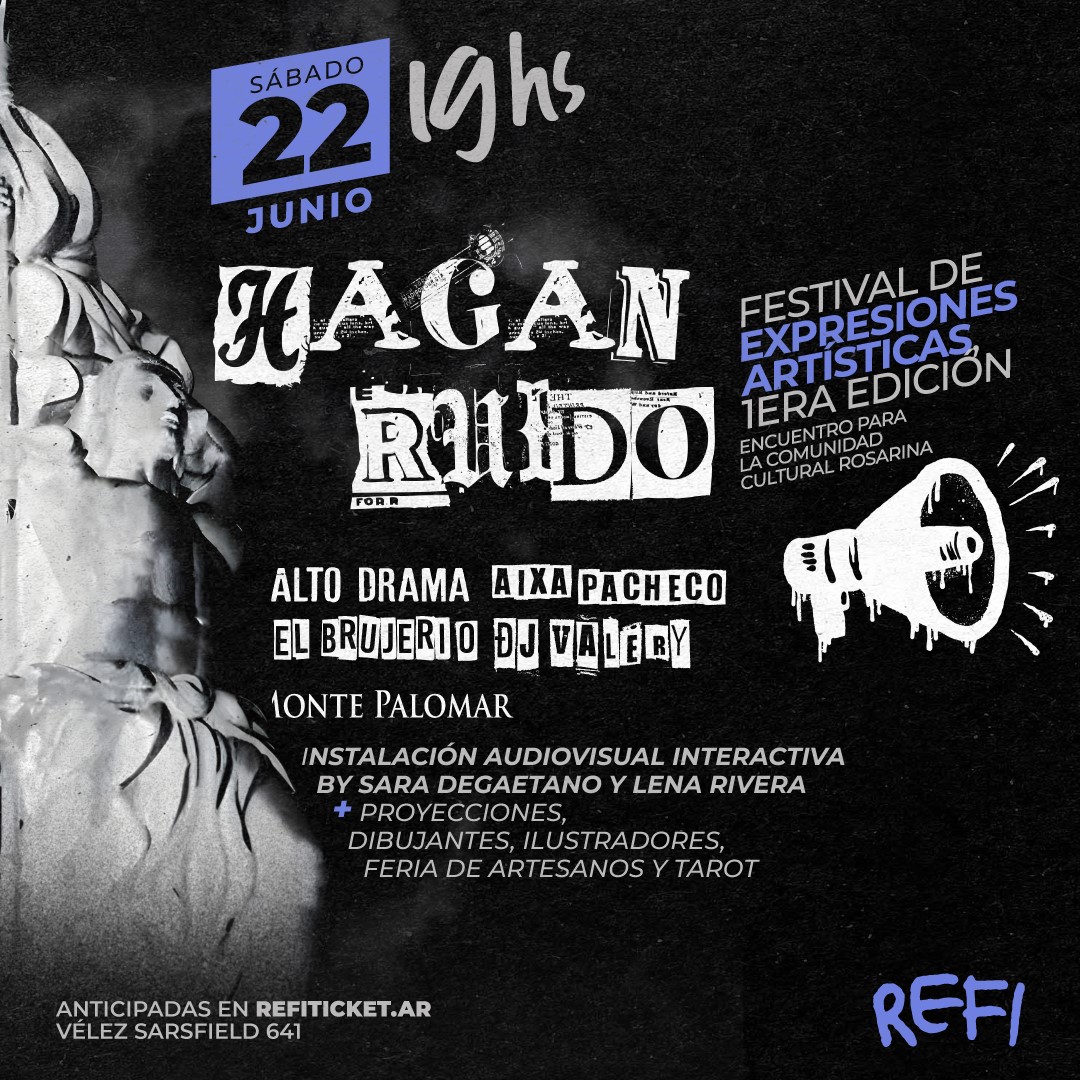 SÁBADO
22
JUNIO
19 hs
HAGAN
RUIDO
FESTIVAL DE
EXPRESIONES
ARTÍSTICAS
1ERA EDICIÓN
ENCUENTRO PARA
LA COMUNIDAD
CULTURAL ROSARINA
ALTO DRAMA AIXA PACHECO
EL BRUJERIO DJ VALÉRY
MONTE PALOMAR
INSTALACIÓN AUDIOVISUAL INTERACTIVA
BY SARA DEGAETANO Y LENA RIVERA
+ PROYECCIONES,
DIBUJANTES, ILUSTRADORES,
FERIA DE ARTESANOS Y TAROT
ANTICIPADAS EN REFITICKET.AR
VÉLEZ SARSFIELD 641
REFI